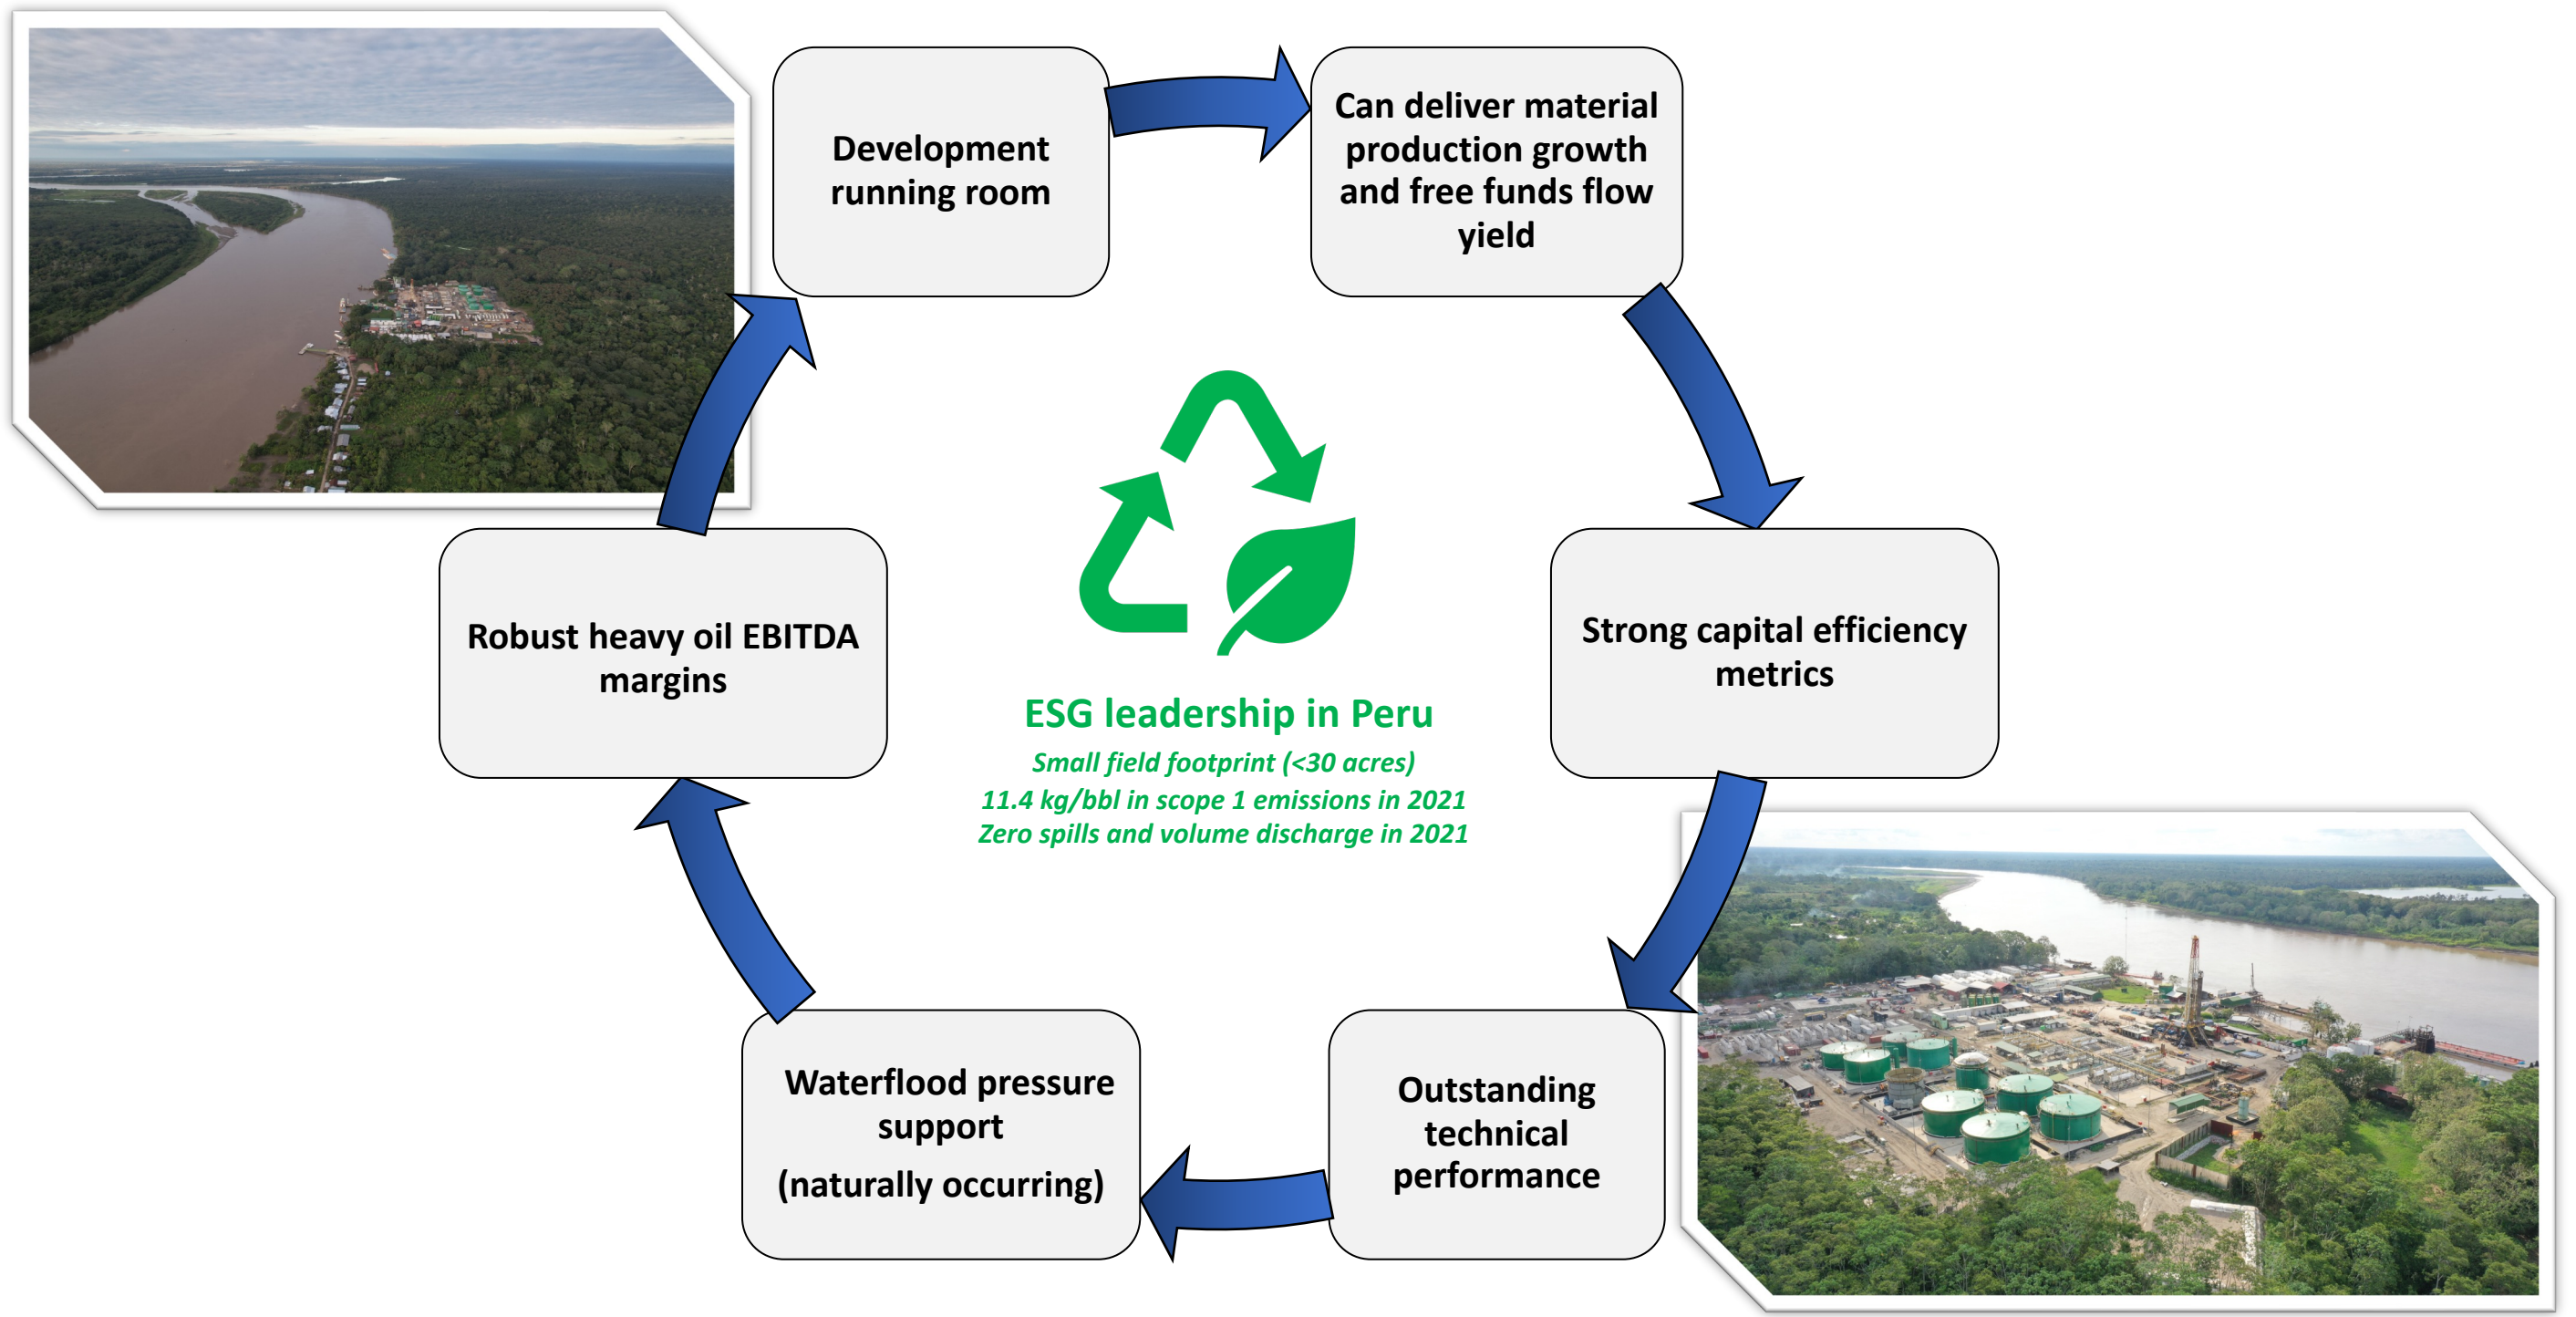 Development
running room
Can deliver material
production growth
and free funds flow
yield
Strong capital efficiency
metrics
Outstanding
technical
performance
Waterflood pressure
support
(naturally occurring)
Robust heavy oil EBITDA
margins
ESG leadership in Peru
Small field footprint (<30 acres)
11.4 kg/bbl in scope 1 emissions in 2021
Zero spills and volume discharge in 2021